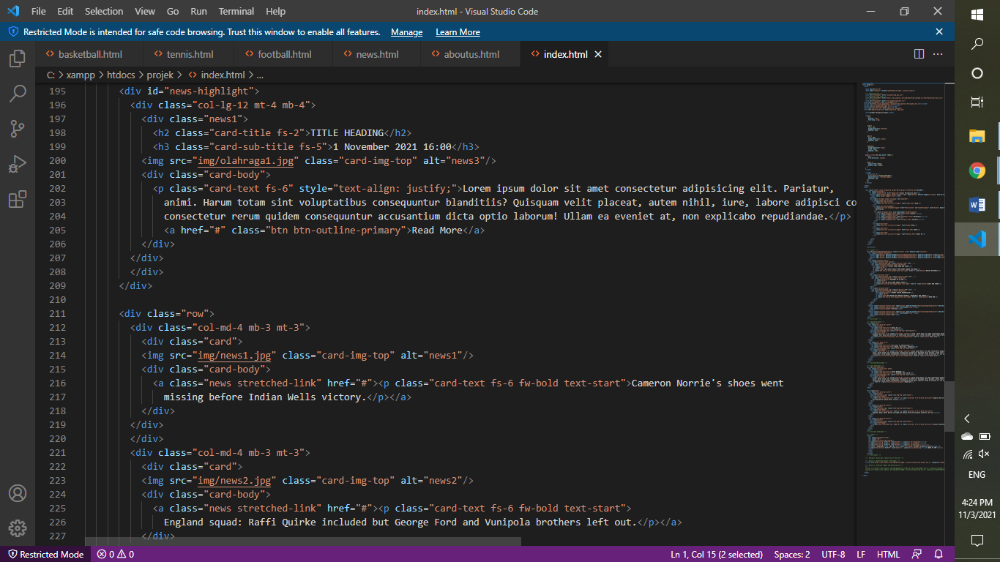 File Edit Selection View Go Run Terminal Help index.html - Visual Studio Code
Restricted Mode is intended for safe code browsing. Trust this window to enable all features. Manage Learn More
basketball.html tennis.html football.html news.html aboutus.html index.html
C: > xampp > htdocs > projek > index.html > ...
195 <div id="news-highlight">
196 <div class="col-lg-12 mt-4 mb-4">
197 <div class="news1">
198 <h2 class="card-title fs-2">TITLE HEADING</h2>
199 <h3 class="card-sub-title fs-5">1 November 2021 16:00</h3>
200 <img src="img/olahraga1.jpg" class="card-img-top" alt="news3"/>
201 <div class="card-body">
202 <p class="card-text fs-6" style="text-align: justify;">Lorem ipsum dolor sit amet consectetur adipisicing elit. Pariatur,
203 animi. Harum totam sint voluptatibus consequuntur blanditiis? Quisquam velit placeat, autem nihil, iure, labore adipisci co
204 consectetur rerum quidem consequuntur accusantium dicta optio laborum! Ullam ea eveniet at, non explicabo repudiandae.</p>
205 <a href="#" class="btn btn-outline-primary">Read More</a>
206 </div>
207 </div>
208 </div>
209 </div>
210
211 <div class="row">
212 <div class="col-md-4 mb-3 mt-3">
213 <div class="card">
214 <img src="img/news1.jpg" class="card-img-top" alt="news1"/>
215 <div class="card-body">
216 <a class="news stretched-link" href="#"><p class="card-text fs-6 fw-bold text-start">Cameron Norrie's shoes went
217 missing before Indian Wells victory.</p></a>
218 </div>
219 </div>
220 </div>
221 <div class="col-md-4 mb-3 mt-3">
222 <div class="card">
223 <img src="img/news2.jpg" class="card-img-top" alt="news2"/>
224 <div class="card-body">
225 <a class="news stretched-link" href="#"><p class="card-text fs-6 fw-bold text-start">
226 England squad: Raffi Quirke included but George Ford and Vunipola brothers left out.</p></a>
227 </div>
Restricted Mode 0 0 Ln 1, Col 15 (2 selected) Spaces: 2 UTF-8 LF HTML
ENG
4:24 PM
11/3/2021